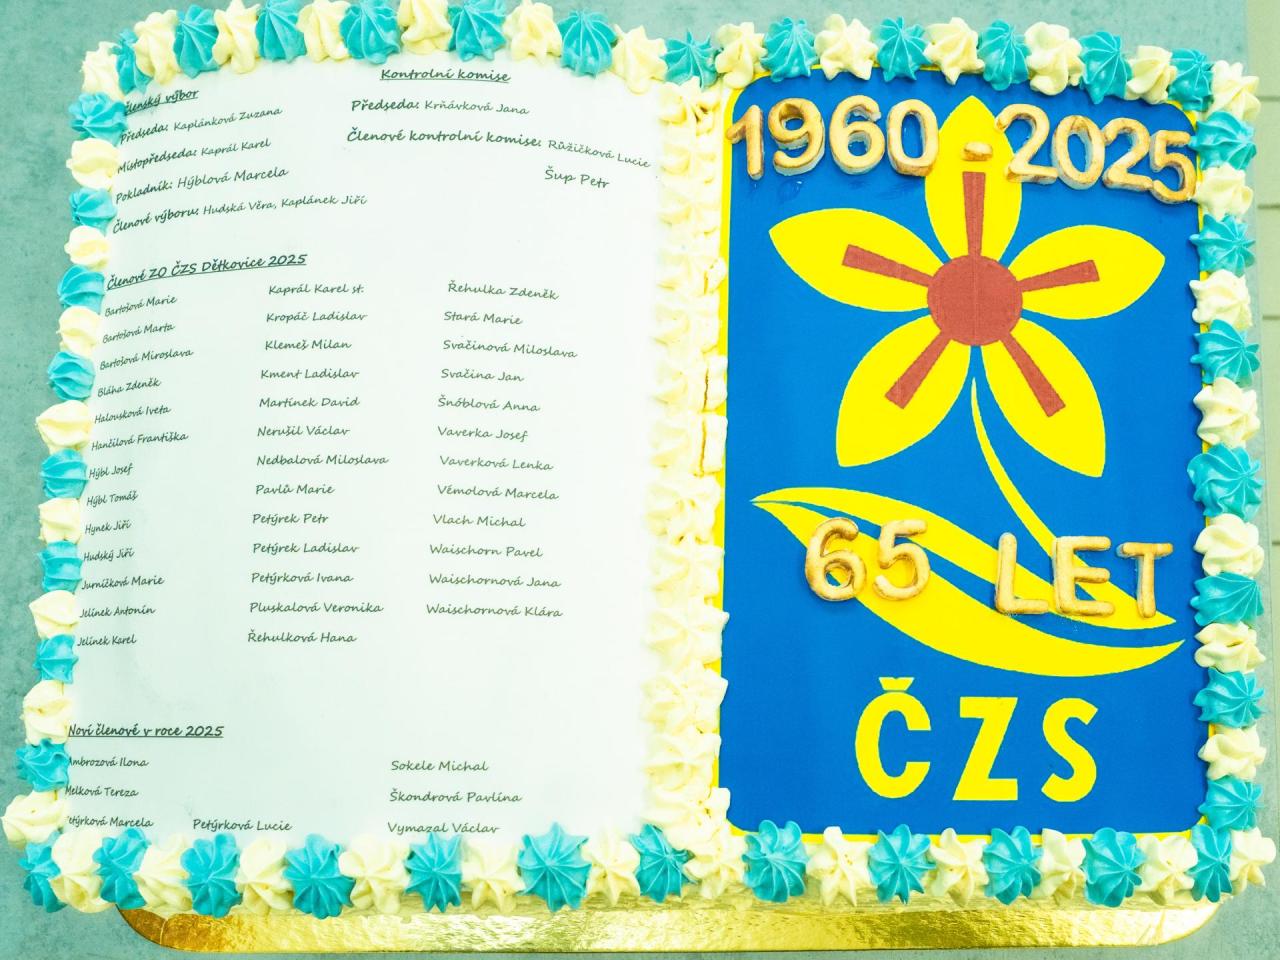 Členský výbor
Předseda: Kaplánková Zuzana
Místopředseda: Kaprál Karel
Pokladník: Hýblová Marcela
Členové výboru: Hudská Věra, Kaplánek Jiří
Kontrolní komise
Předseda: Krňávková Jana
Členové kontrolní komise: Růžičková Lucie
Šup Petr
Členové ZO ČZS Dětkovice 2025
Bartošová Marie
Bartošová Marta
Bartošová Miroslava
Bláha Zdeněk
Halousková Iveta
Hančilová Františka
Hýbl Josef
Hýbl Tomáš
Hynek Jiří
Hudský Jiří
Jurníčková Marie
Jelínek Antonín
Jelínek Karel
Kaprál Karel st.
Kropáč Ladislav
Klemeš Milan
Kment Ladislav
Martínek David
Nerušil Václav
Nedbalová Miloslava
Pavlů Marie
Petýrek Petr
Petýrek Ladislav
Petýrková Ivana
Pluskalová Veronika
Řehulková Hana
Řehulka Zdeněk
Stará Marie
Svačinová Miloslava
Svačina Jan
Šnóblová Anna
Vaverka Josef
Vaverková Lenka
Vémolová Marcela
Vlach Michal
Waischorn Pavel
Waischornová Jana
Waischornová Klára
Noví členové v roce 2025
Ambrozová Ilona
Melková Tereza
Petýrková Marcela
Petýrková Lucie
Sokele Michal
Škondrová Pavlína
Vymazal Václav
1960 - 2025
65 LET
ČZS